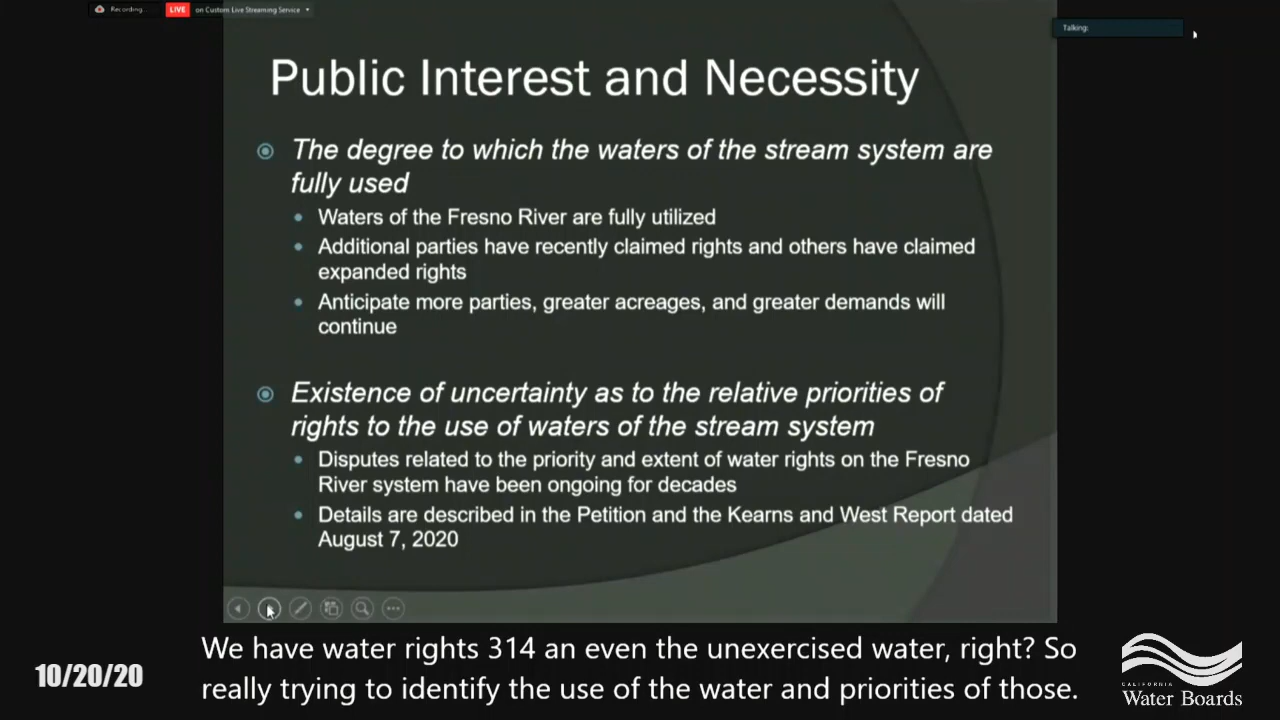 Recording...
LIVE
on Custom Live Streaming Service
Talking:
Public Interest and Necessity
The degree to which the waters of the stream system are
fully used
Waters of the Fresno River are fully utilized
Additional parties have recently claimed rights and others have claimed
expanded rights
Anticipate more parties, greater acreages, and greater demands will
continue
Existence of uncertainty as to the relative priorities of
rights to the use of waters of the stream system
Disputes related to the priority and extent of water rights on the Fresno
River system have been ongoing for decades
Details are described in the Petition and the Kearns and West Report dated
August 7, 2020
We have water rights 314 an even the unexercised water, right? So
really trying to identify the use of the water and priorities of those.
10/20/20
CALIFORNIA
Water Boards